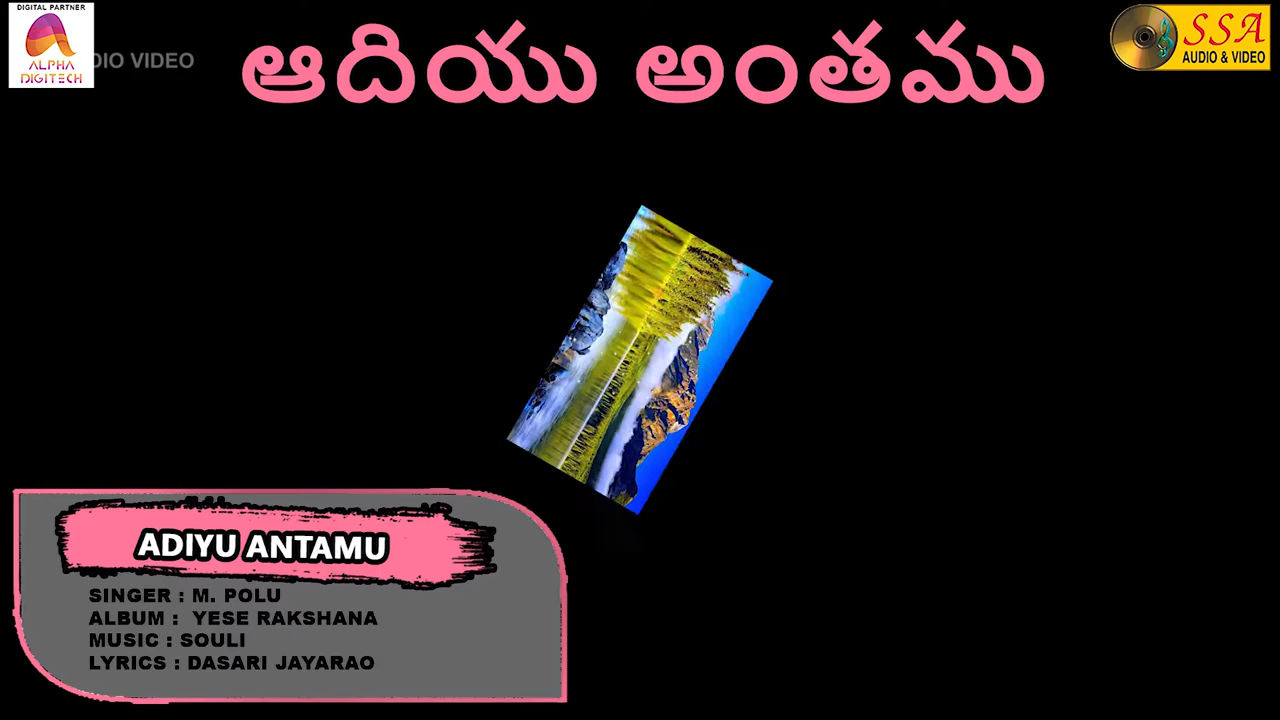 DIGITAL PARTNER
ALPHA
DIGITECH
DIO VIDEO
ఆదియు అంతము
SSA
AUDIO & VIDEO
ADIYU ANTAMU
SINGER : M. POLU
ALBUM : YESE RAKSHANA
MUSIC : SOULI
LYRICS : DASARI JAYARAO